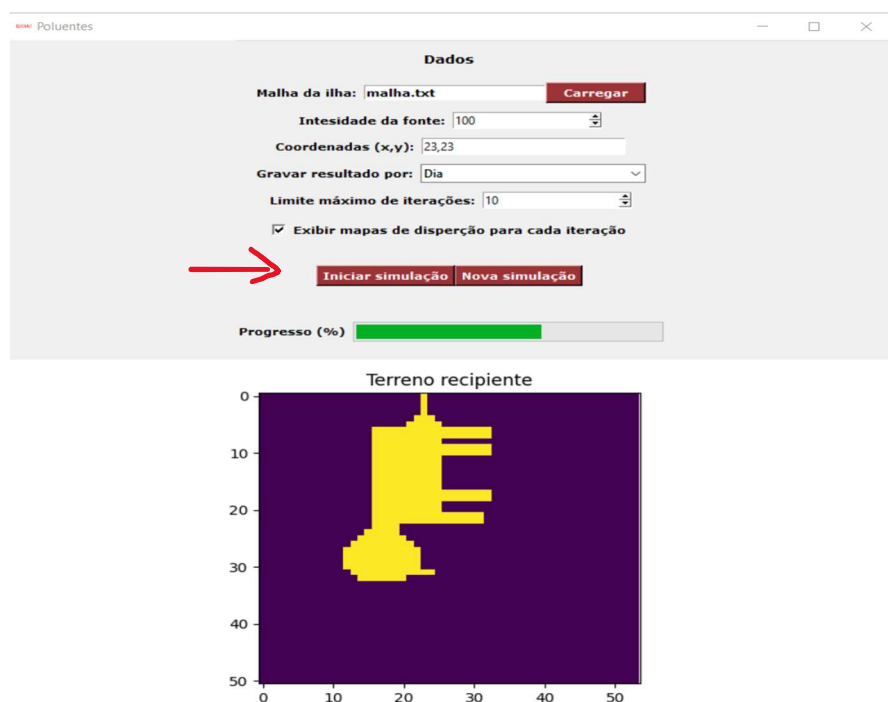 Poluentes
Dados
Malha da ilha: malha.txt Carregar
Intesidade da fonte: 100
Coordenadas (x,y): 23,23
Gravar resultado por: Dia
Limite máximo de iterações: 10
Exibir mapas de disperção para cada iteração
Iniciar simulação Nova simulação
Progresso (%)
Terreno recipiente
0
10
20
30
40
50
0 10 20 30 40 50